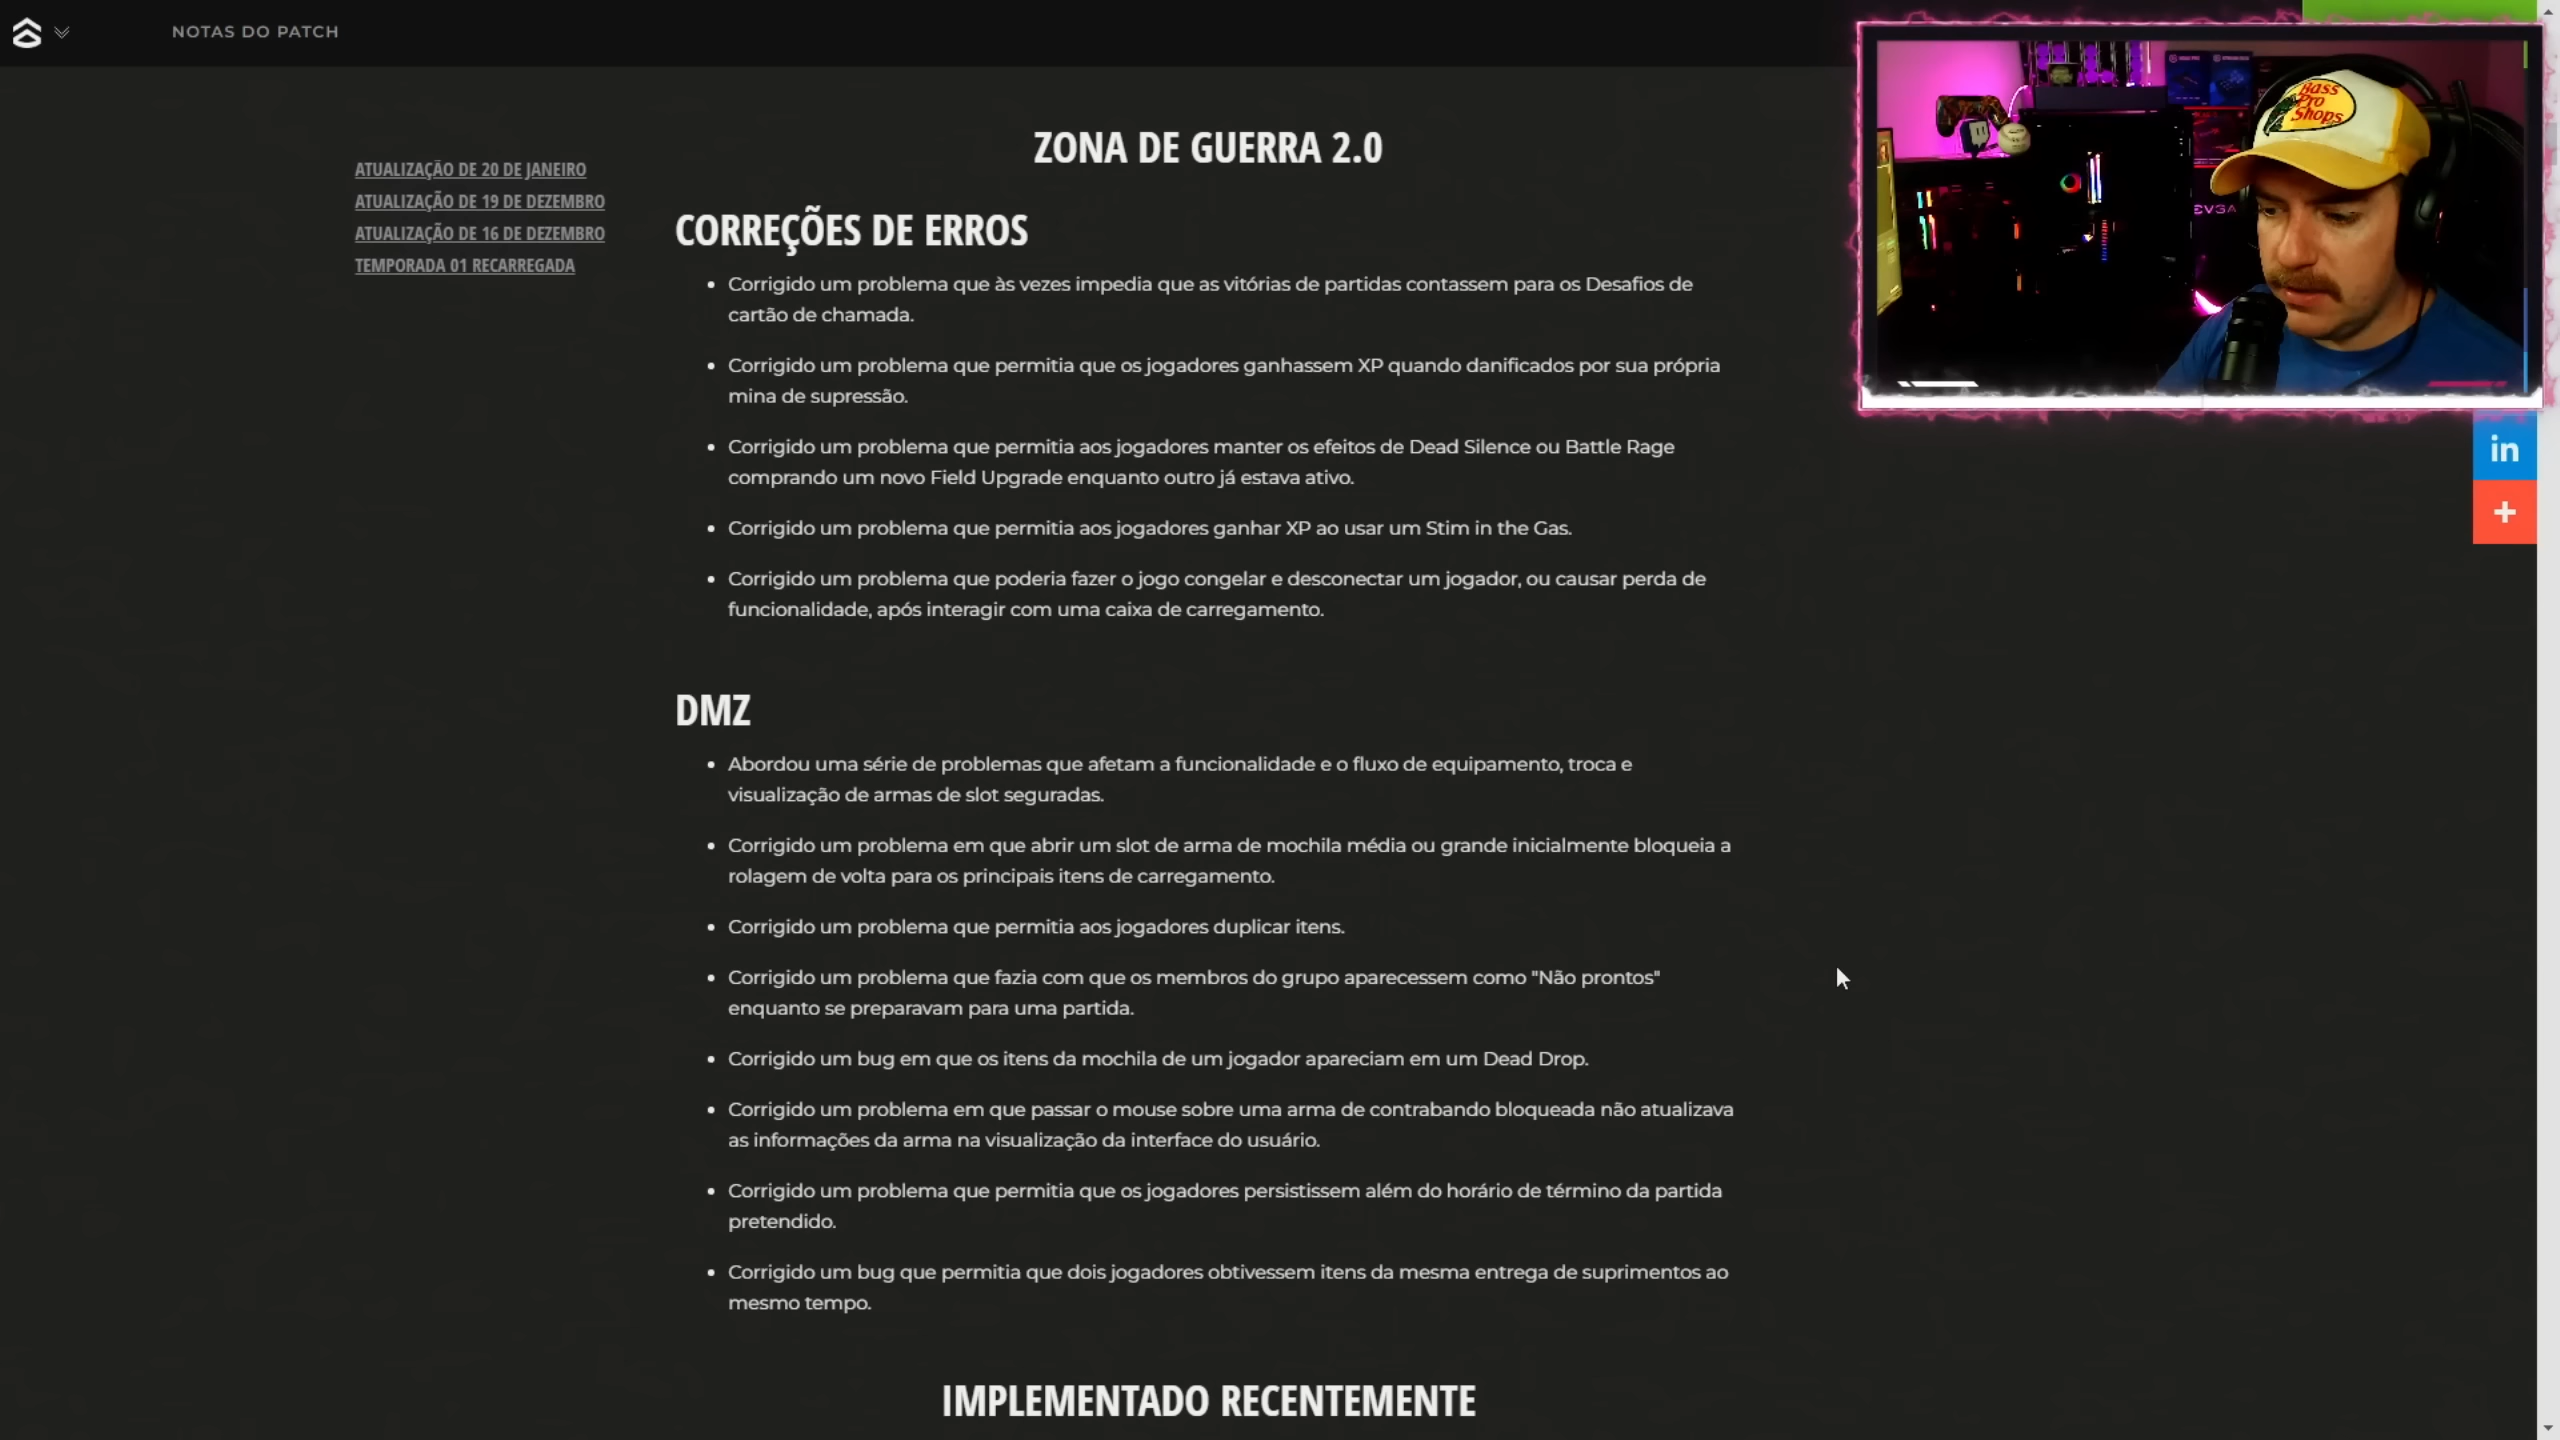 NOTAS DO PATCH
ATUALIZAÇÃO DE 20 DE JANEIRO
ATUALIZAÇÃO DE 19 DE DEZEMBRO
ATUALIZAÇÃO DE 16 DE DEZEMBRO
TEMPORADA 01 RECARREGADA
ZONA DE GUERRA 2.0
CORREÇÕES DE ERROS
Corrigido um problema que às vezes impedia que as vitórias de partidas contassem para os Desafios de
cartão de chamada.
Corrigido um problema que permitia que os jogadores ganhassem XP quando danificados por sua própria
mina de supressão.
Corrigido um problema que permitia aos jogadores manter os efeitos de Dead Silence ou Battle Rage
comprando um novo Field Upgrade enquanto outro já estava ativo.
Corrigido um problema que permitia aos jogadores ganhar XP ao usar um Stim in the Gas.
Corrigido um problema que poderia fazer o jogo congelar e desconectar um jogador, ou causar perda de
funcionalidade, após interagir com uma caixa de carregamento.
DMZ
Abordou uma série de problemas que afetam a funcionalidade e o fluxo de equipamento, troca e
visualização de armas de slot seguradas.
Corrigido um problema em que abrir um slot de arma de mochila média ou grande inicialmente bloqueia a
rolagem de volta para os principais itens de carregamento.
Corrigido um problema que permitia aos jogadores duplicar itens.
Corrigido um problema que fazia com que os membros do grupo aparecessem como "Não prontos"
enquanto se preparavam para uma partida.
Corrigido um bug em que os itens da mochila de um jogador apareciam em um Dead Drop.
Corrigido um problema em que passar o mouse sobre uma arma de contrabando bloqueada não atualizava
as informações da arma na visualização da interface do usuário.
Corrigido um problema que permitia que os jogadores persistissem além do horário de término da partida
pretendido.
Corrigido um bug que permitia que dois jogadores obtivessem itens da mesma entrega de suprimentos ao
mesmo tempo.
IMPLEMENTADO RECENTEMENTE
Bass
Pro
Shops
EVGA
in